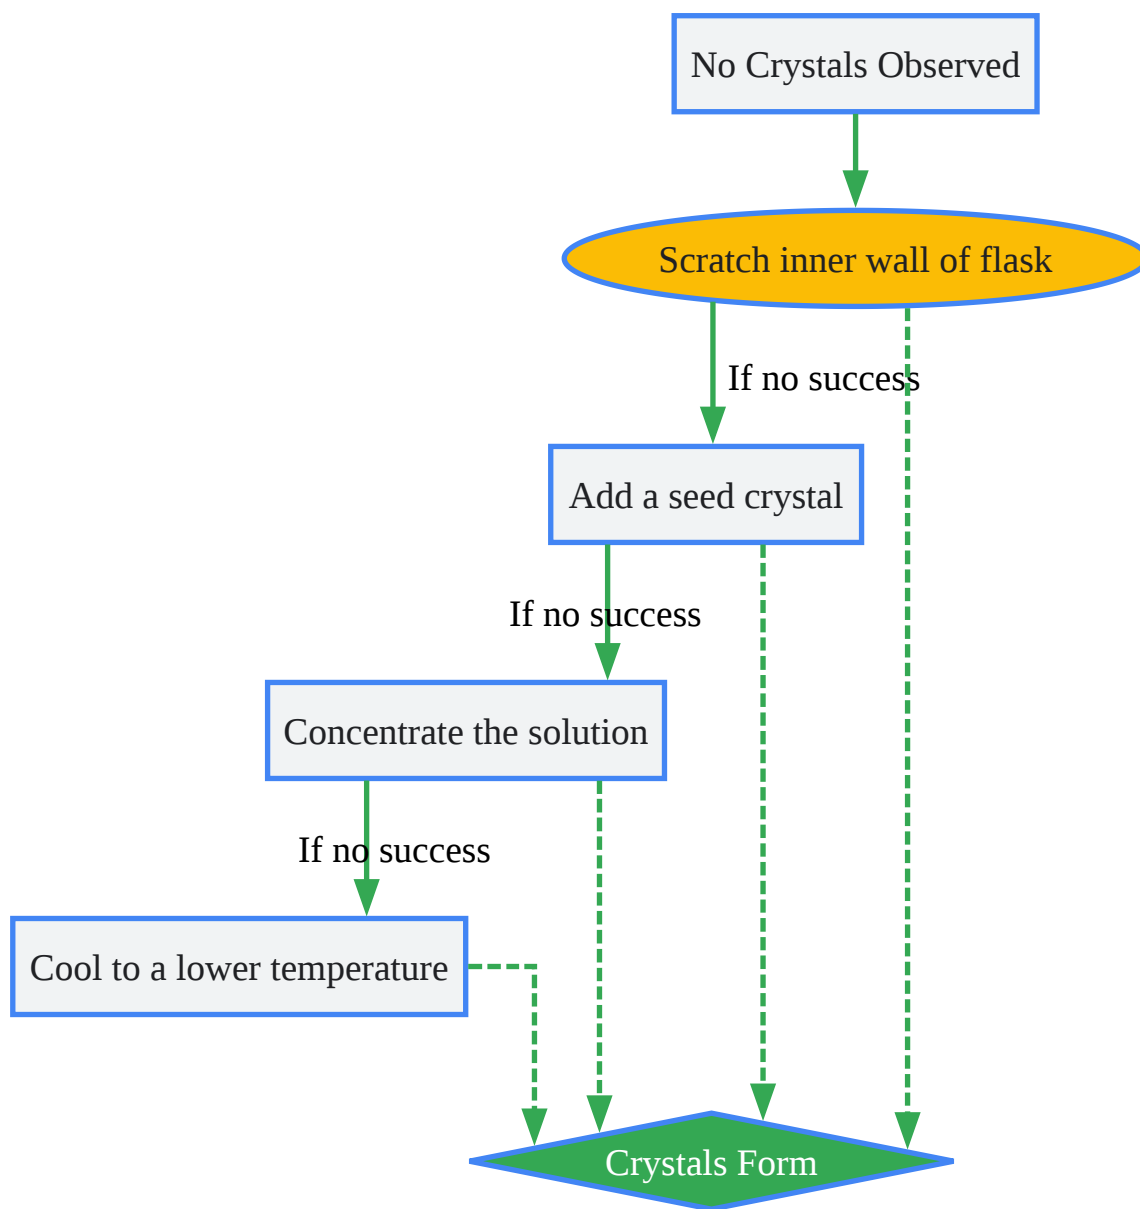 No Crystals Observed
Scratch inner wall of flask
If no success
Add a seed crystal
If no success
Concentrate the solution
If no success
Cool to a lower temperature
Crystals Form